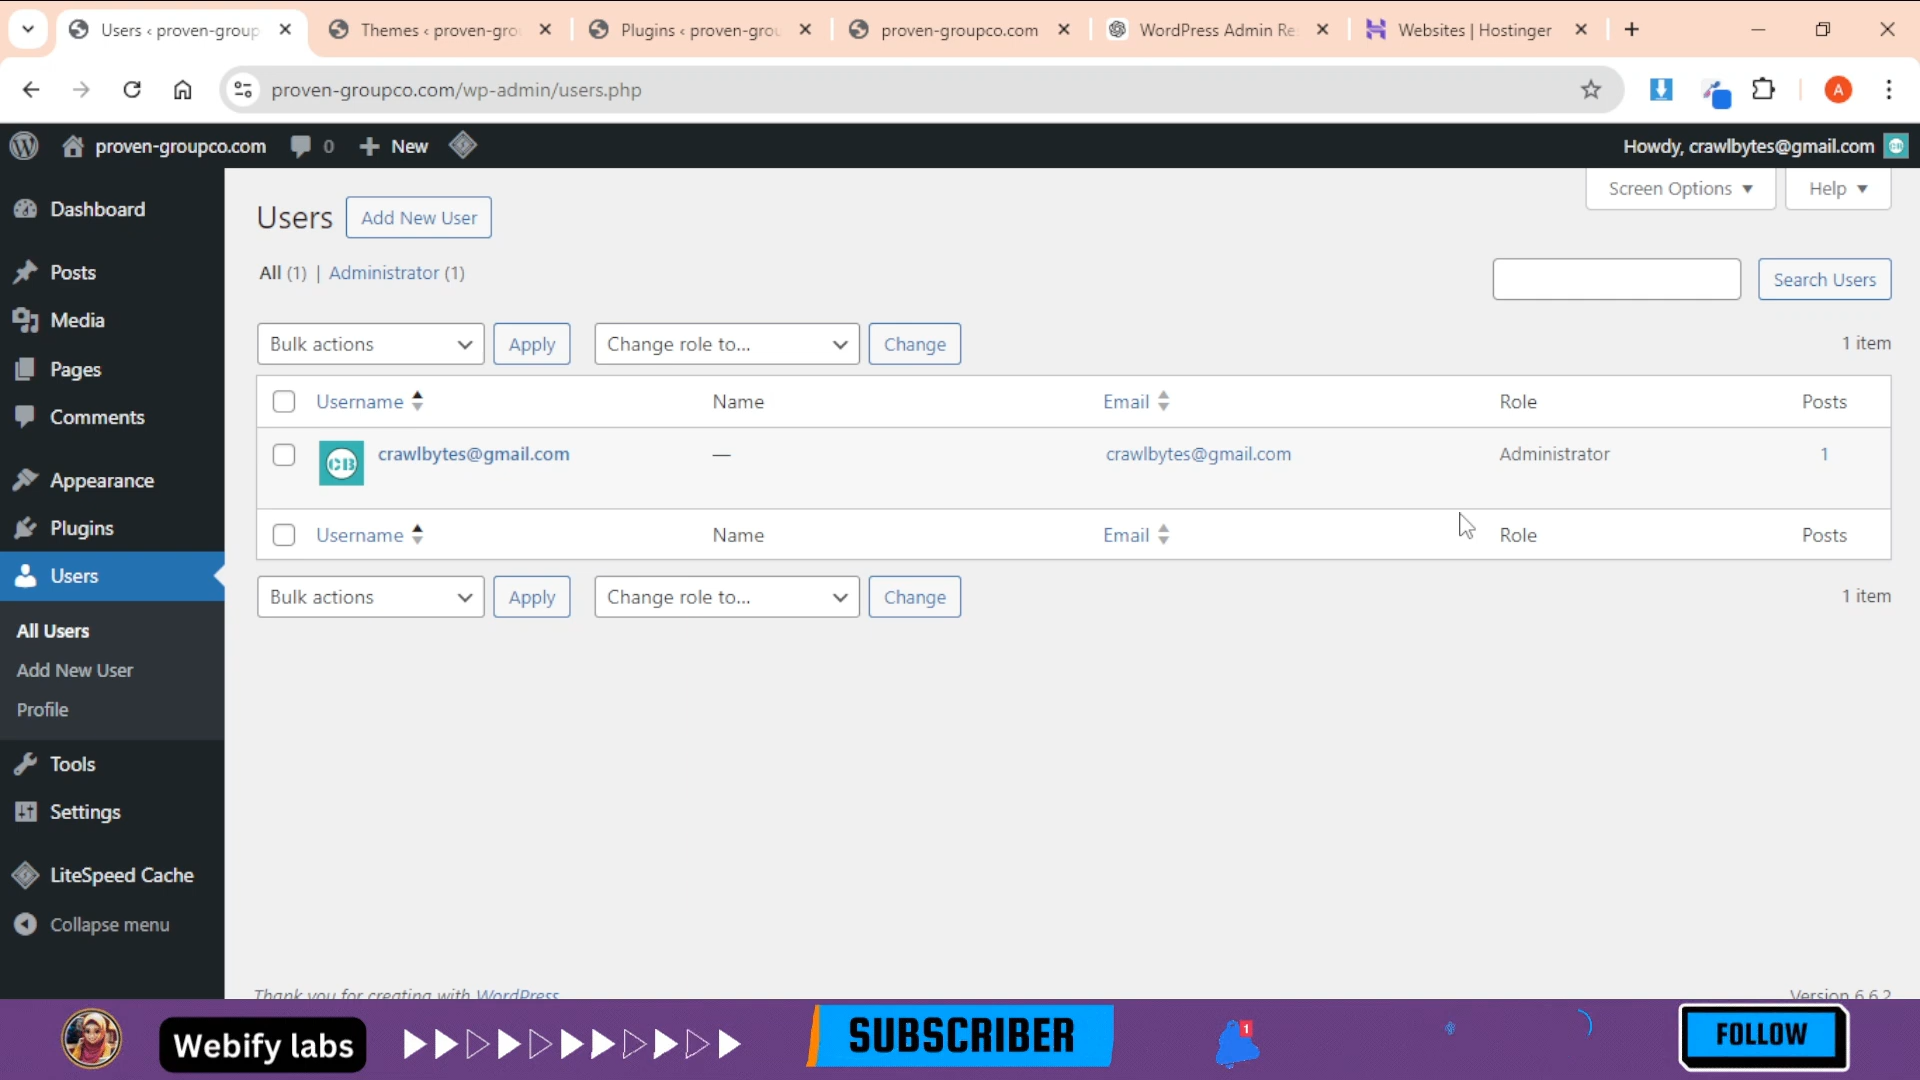 Users ‹ proven-group
Themes ‹ proven-gro
Plugins ‹ proven-grou
proven-groupco.com
WordPress Admin Re
Websites | Hostinger
proven-groupco.com/wp-admin/users.php
A
proven-groupco.com
0
New
Howdy, crawlbytes@gmail.com
Dashboard
Posts
Media
Pages
Comments
Appearance
Plugins
Users
All Users
Add New User
Profile
Tools
Settings
LiteSpeed Cache
Collapse menu
Screen Options
Help
Users
Add New User
All (1) | Administrator (1)
Search Users
Bulk actions
Apply
Change role to...
Change
1 item
Username
Name
Email
Role
Posts
CB
crawlbytes@gmail.com
—
crawlbytes@gmail.com
Administrator
1
Username
Name
Email
Role
Posts
Bulk actions
Apply
Change role to...
Change
1 item
Thank you for creating with WordPress
Version 6.6.2
Webify labs
SUBSCRIBER
1
FOLLOW